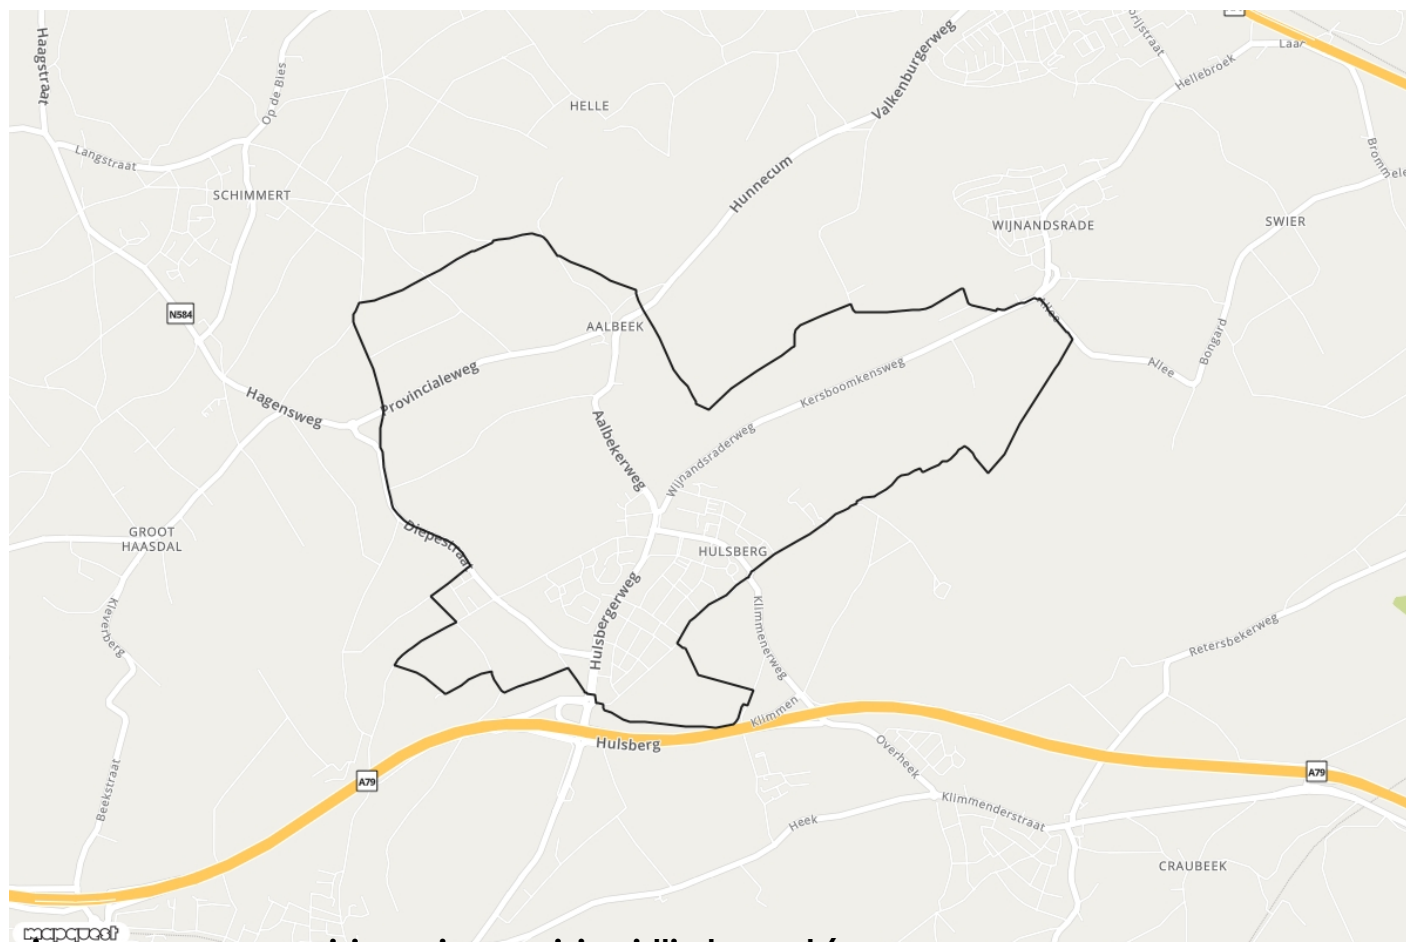 Haagstraat
Op de Bies
Langstraat
SCHIMMERT
HELLE
Valkenburgerweg
Hunnecum
Hellebroek
Laar
WIJNANDSRADE
SWIER
N584
AALBEEK
Allee
Allee
Bongard
Provincialeweg
Hagensweg
Kersboomkensweg
Aalbekerweg
Wijnandsraderweg
GROOT
HAASDAL
Diepestraat
HULSBERG
Kleverberg
Hulsbergerweg
Klimmenerweg
Retersbekerweg
Klimmen
Hulsberg
Overheek
A79
A79
Beekstraat
Klimmenderstraat
Heek
CRAUBEEK
mapquest